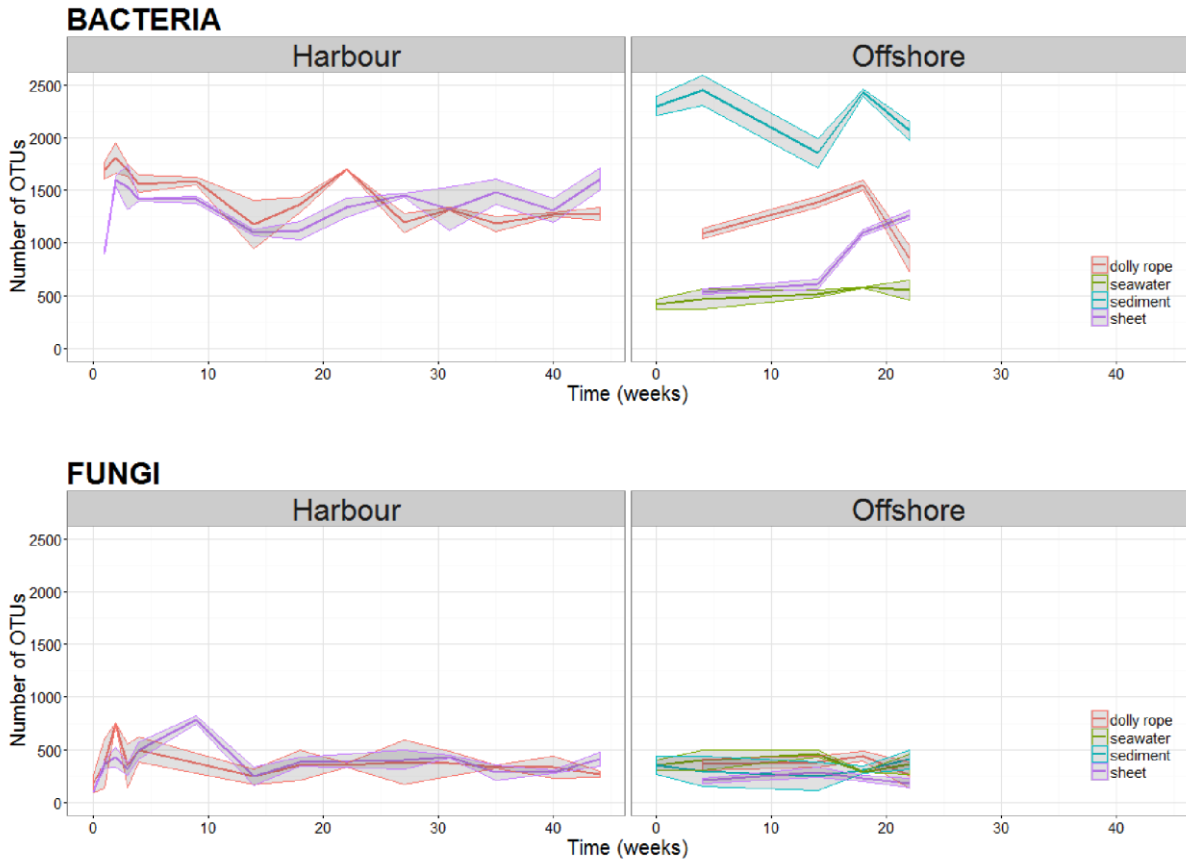 BACTERIA
Harbour
Offshore
Number of OTUs
2500
2000
1500
1000
500
0
dolly rope
seawater
sediment
sheet
0 10 20 30 40
0 10 20 30 40
Time (weeks)
FUNGI
Harbour
Offshore
Number of OTUs
2500
2000
1500
1000
500
0
dolly rope
seawater
sediment
sheet
0 10 20 30 40
0 10 20 30 40
Time (weeks)